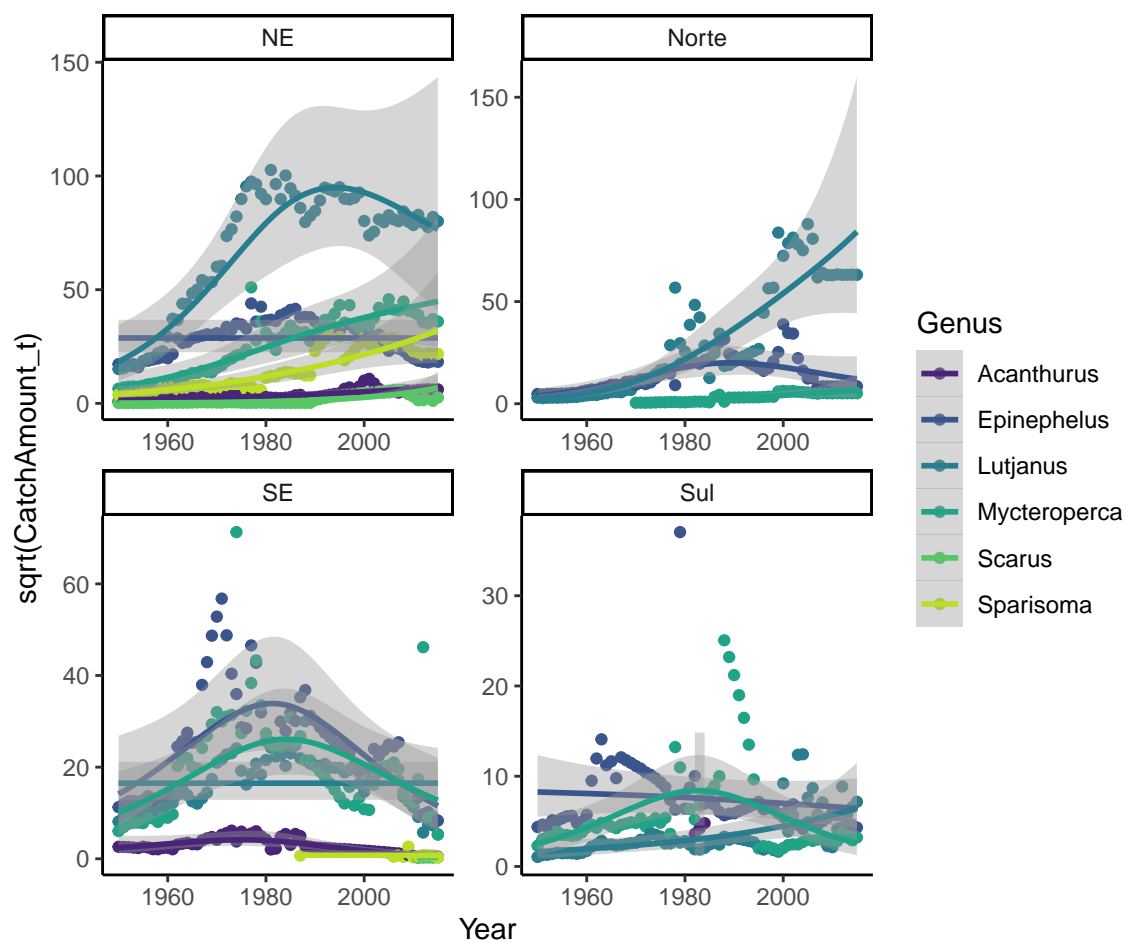 NE
Norte
150
100
50
0
150
100
50
0
1960
1980
2000
1960
1980
2000
SE
Sul
60
40
20
0
30
20
10
0
1960
1980
2000
1960
1980
2000
Year
sqrt(CatchAmount_t)
Genus
Acanthurus
Epinephelus
Lutjanus
Mycteroperca
Scarus
Sparisoma